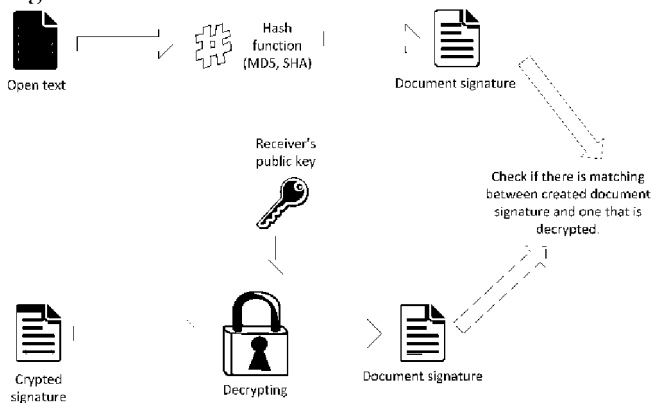 Open text
Hash
function
(MD5, SHA)
Document signature
Receiver's
public key
Check if there is matching
between created document
signature and one that is
decrypted.
Crypted
signature
Decrypting
Document signature